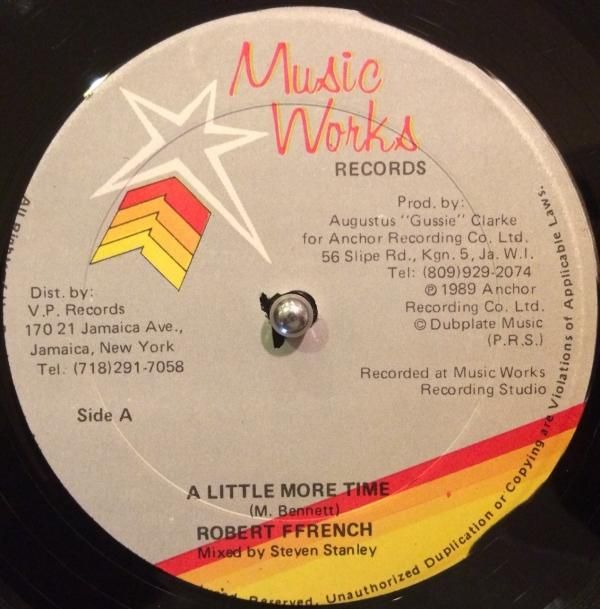 Music
Works
RECORDS
Prod. by:
Augustus "Gussie" Clarke
for Anchor Recording Co. Ltd.
56 Slipe Rd., Kgn. 5, Ja. W.I.
Tel: (809)929-2074
℗ 1989 Anchor
Recording Co. Ltd.
© Dubplate Music
(P.R.S.)
Recorded at Music Works
Recording Studio
Dist. by:
V.P. Records
170 21 Jamaica Ave.,
Jamaica, New York
Tel. (718)291-7058
Side A
A LITTLE MORE TIME
(M. Bennett)
ROBERT FFRENCH
Mixed by Steven Stanley
All Reserved, Unauthorized Duplication or Copying are Violations of Applicable Laws.